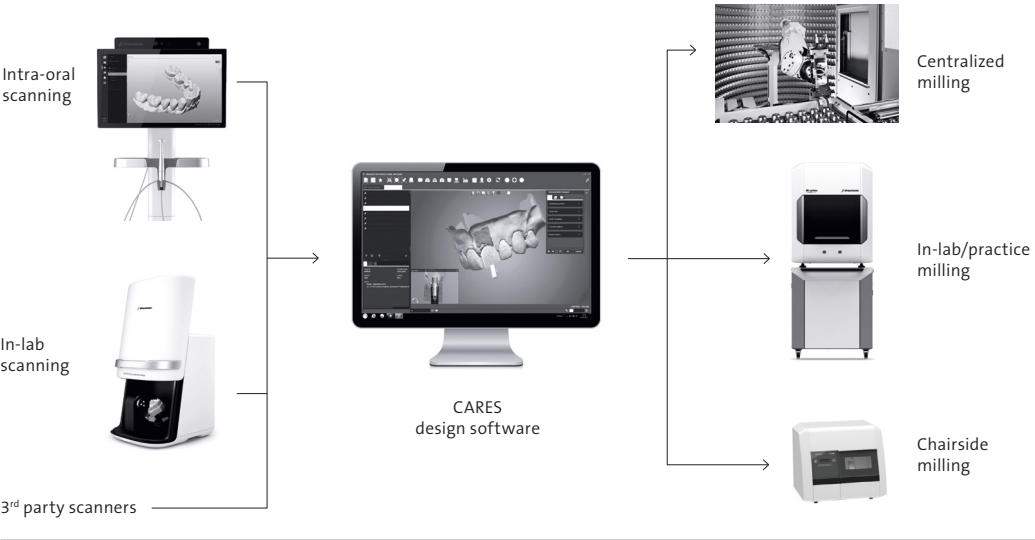 Intra-oral
scanning
In-lab
scanning
3rd party scanners
CARES
design software
Centralized
milling
In-lab/practice
milling
Chairside
milling